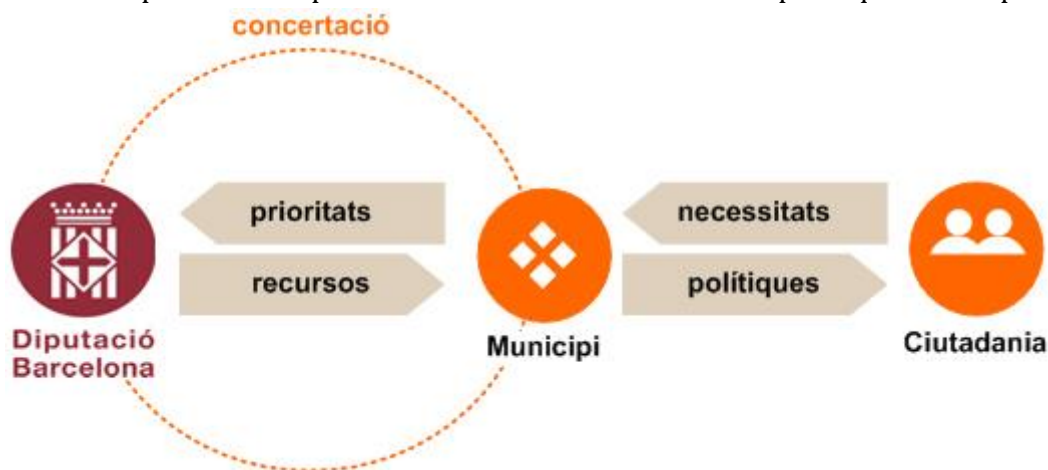 concertació
prioritats
necessitats
recursos
polítiques
Diputació
Barcelona
Municipi
Ciutadania